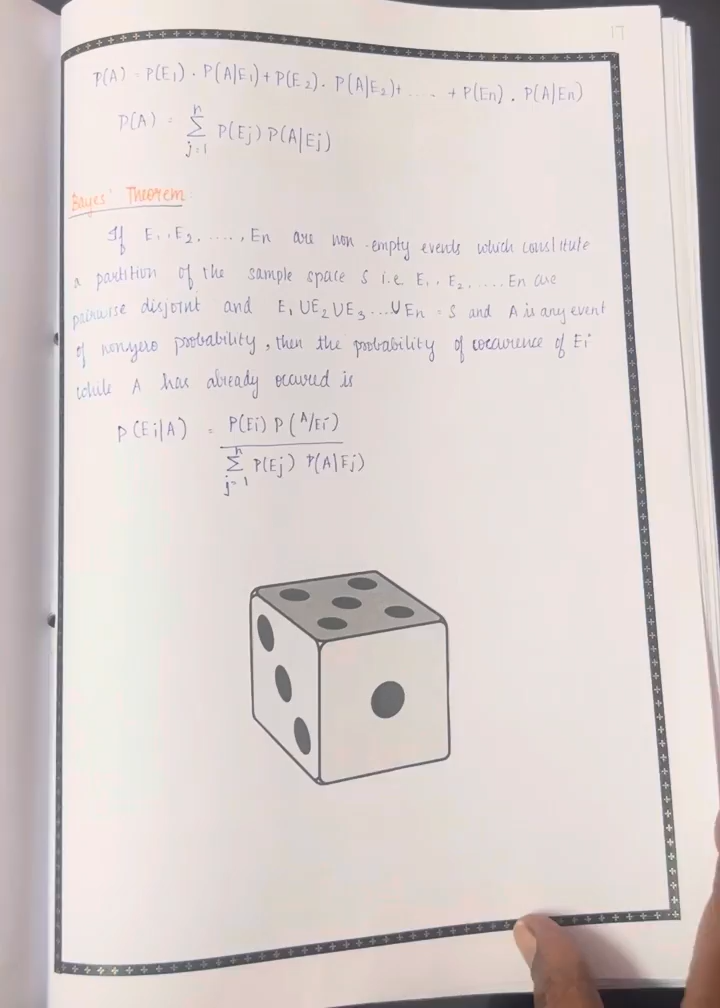 17
P(A) = P(E₁) . P(A|E₁) + P(E₂) . P(A|E₂) + ..... + P(En) . P(A|En)
P(A) = n∑j=1 P(Ej) P(A|Ej)
Bayes' Theorem
If E₁, E₂, ....., En are non-empty events which constitute
a partition of the sample space S i.e E₁, E₂, ..... En are
pairwise disjoint and E₁ ∪ E₂ ∪ E₃ ... ∪ En = S and A is any event
of nonzero probability, then the probability of occurence of Ei
while A has already occured is
P(Ei|A) = P(Ei) P(A/Ei)
n∑j=1 P(Ej) P(A|Ej)